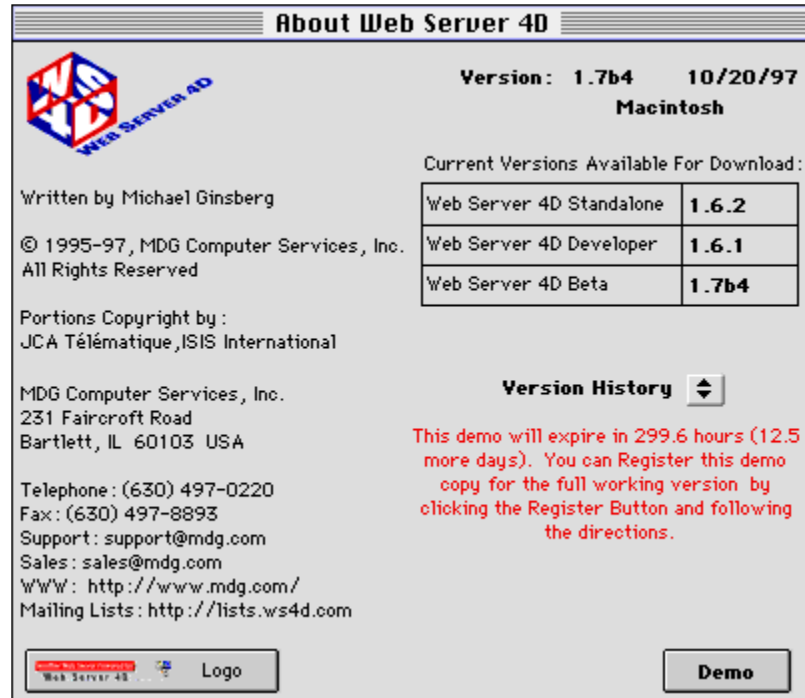 About Web Server 4D
WS4D
WEB SERVER 4D
Version: 1.7b4 10/20/97
Macintosh
Current Versions Available For Download:
Web Server 4D Standalone 1.6.2
Web Server 4D Developer 1.6.1
Web Server 4D Beta 1.7b4
Written by Michael Ginsberg
© 1995-97, MDG Computer Services, Inc.
All Rights Reserved
Portions Copyright by:
JCA Télématique,ISIS International
MDG Computer Services, Inc.
231 Faircroft Road
Bartlett, IL 60103 USA
Telephone: (630) 497-0220
Fax: (630) 497-8893
Support: support@mdg.com
Sales: sales@mdg.com
WWW: http://www.mdg.com/
Mailing Lists: http://lists.ws4d.com
Version History
This demo will expire in 299.6 hours (12.5
more days). You can Register this demo
copy for the full working version by
clicking the Register Button and following
the directions.
Web Server 4D
Logo
Demo